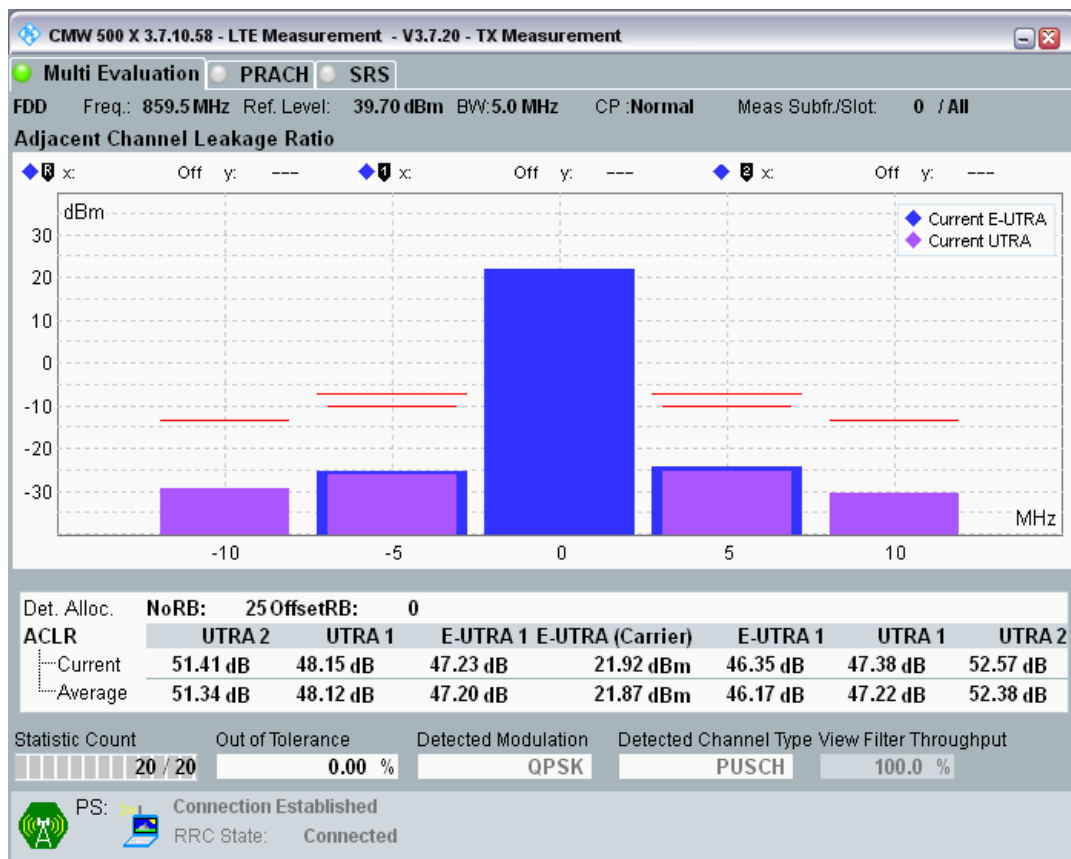 CMW 500 X 3.7.10.58 - LTE Measurement - V3.7.20 - TX Measurement
Multi Evaluation PRACH SRS
FDD Freq.: 859.5 MHz Ref. Level: 39.70 dBm BW:5.0 MHz CP :Normal Meas Subfr./Slot: 0 / All
Adjacent Channel Leakage Ratio
R x: Off y: --- 1 x: Off y: --- 2 x: Off y: ---
dBm
Current E-UTRA
Current UTRA
30
20
10
0
-10
-20
-30
MHz
-10 -5 0 5 10
Det. Alloc. NoRB: 25 OffsetRB: 0
ACLR UTRA 2 UTRA 1 E-UTRA 1 E-UTRA (Carrier) E-UTRA 1 UTRA 1 UTRA 2
Current 51.41 dB 48.15 dB 47.23 dB 21.92 dBm 46.35 dB 47.38 dB 52.57 dB
Average 51.34 dB 48.12 dB 47.20 dB 21.87 dBm 46.17 dB 47.22 dB 52.38 dB
Statistic Count Out of Tolerance Detected Modulation Detected Channel Type View Filter Throughput
20 / 20 0.00 % QPSK PUSCH 100.0 %
PS: Connection Established
RRC State: Connected